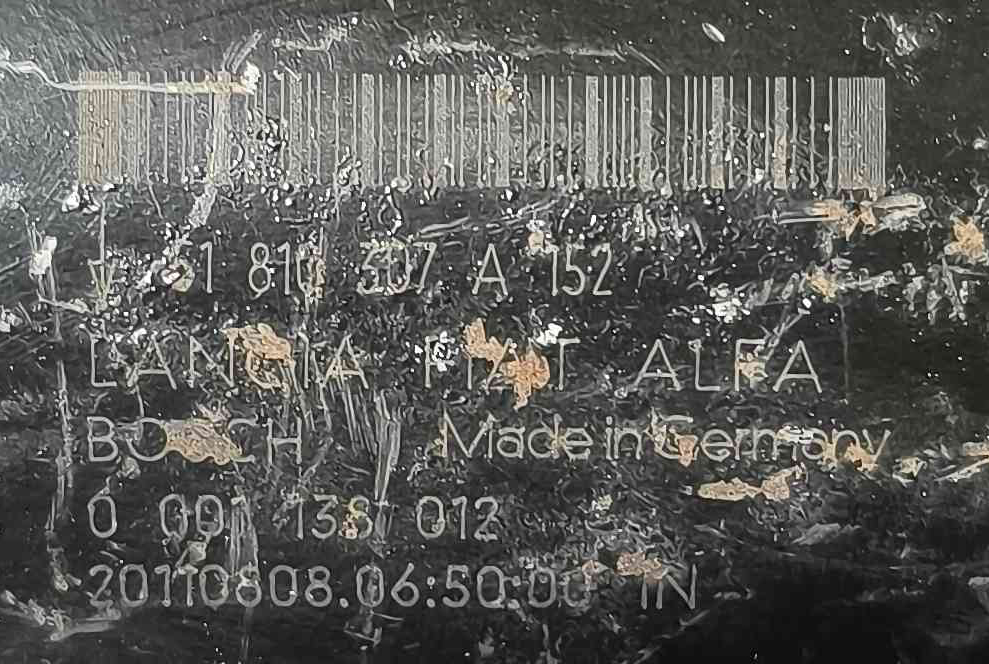 810 307 A 152
LANCIA FIAT ALFA
BOSCH Made in Germany
0 001 138 012
20110808.06:50:00 IN